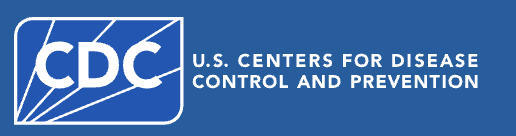 CDC
U.S. CENTERS FOR DISEASE
CONTROL AND PREVENTION